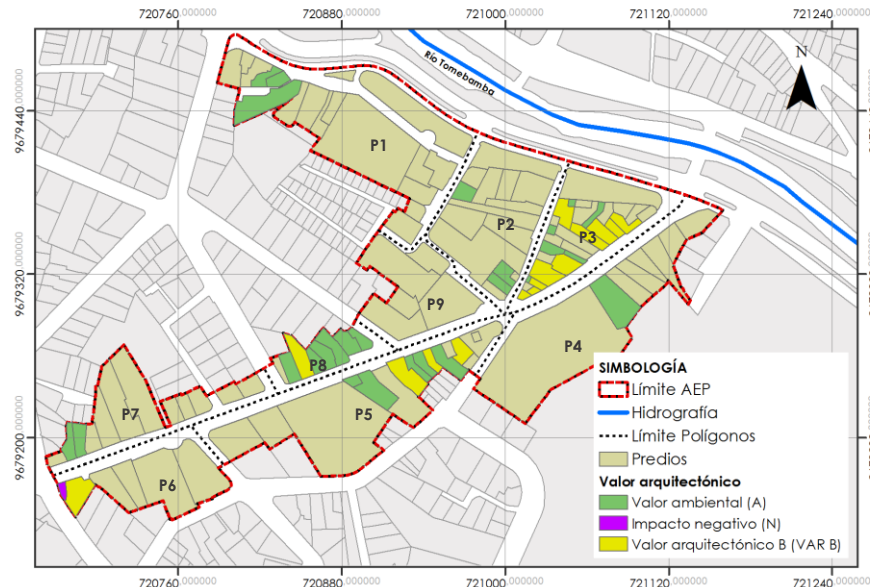 720760.000000 720880.000000 721000.000000 721120.000000 721240.000000
9679440.000000
9679320.000000
9679200.000000
Río Tomebamba
N
P1
P2
P3
P9
P4
P8
P5
P7
P6
SIMBOLOGÍA
Límite AEP
Hidrografía
Límite Polígonos
Predios
Valor arquitectónico
Valor ambiental (A)
Impacto negativo (N)
Valor arquitectónico B (VAR B)
720760.000000 720880.000000 721000.000000 721120.000000 721240.000000